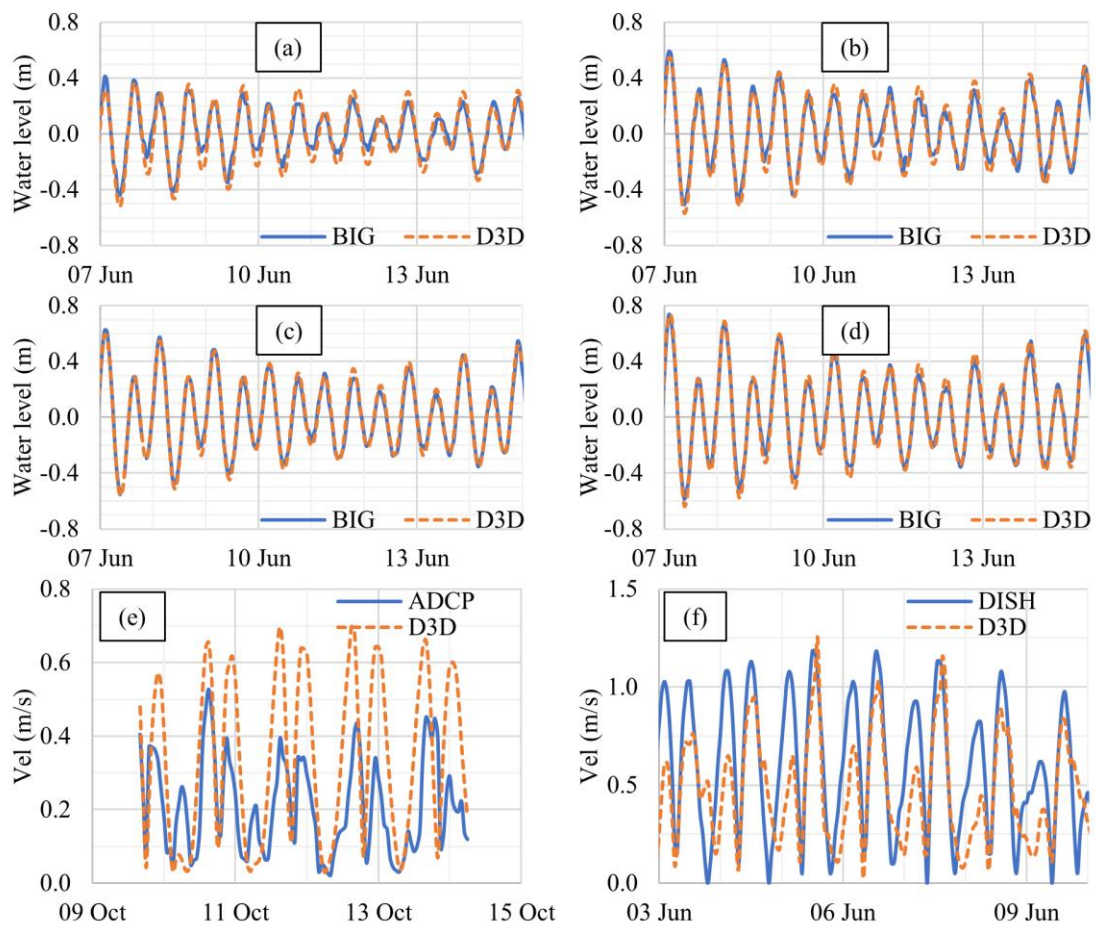 (a)
Water level (m)
0.8
0.4
0.0
-0.4
-0.8
BIG D3D
07 Jun 10 Jun 13 Jun
(b)
Water level (m)
0.8
0.4
0.0
-0.4
-0.8
BIG D3D
07 Jun 10 Jun 13 Jun
(c)
Water level (m)
0.8
0.4
0.0
-0.4
-0.8
BIG D3D
07 Jun 10 Jun 13 Jun
(d)
Water level (m)
0.8
0.4
0.0
-0.4
-0.8
BIG D3D
07 Jun 10 Jun 13 Jun
(e)
Vel (m/s)
0.8
0.6
0.4
0.2
0.0
ADCP
D3D
09 Oct 11 Oct 13 Oct 15 Oct
(f)
Vel (m/s)
1.5
1.0
0.5
0.0
DISH
D3D
03 Jun 06 Jun 09 Jun